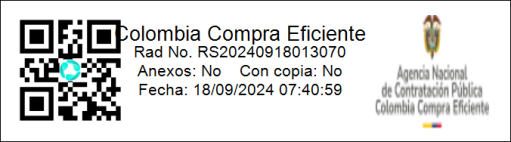 Colombia Compra Eficiente
Rad No. RS20240918013070
Anexos: No Con copia: No
Fecha: 18/09/2024 07:40:59
Agencia Nacional
de Contratación Pública
Colombia Compra Eficiente